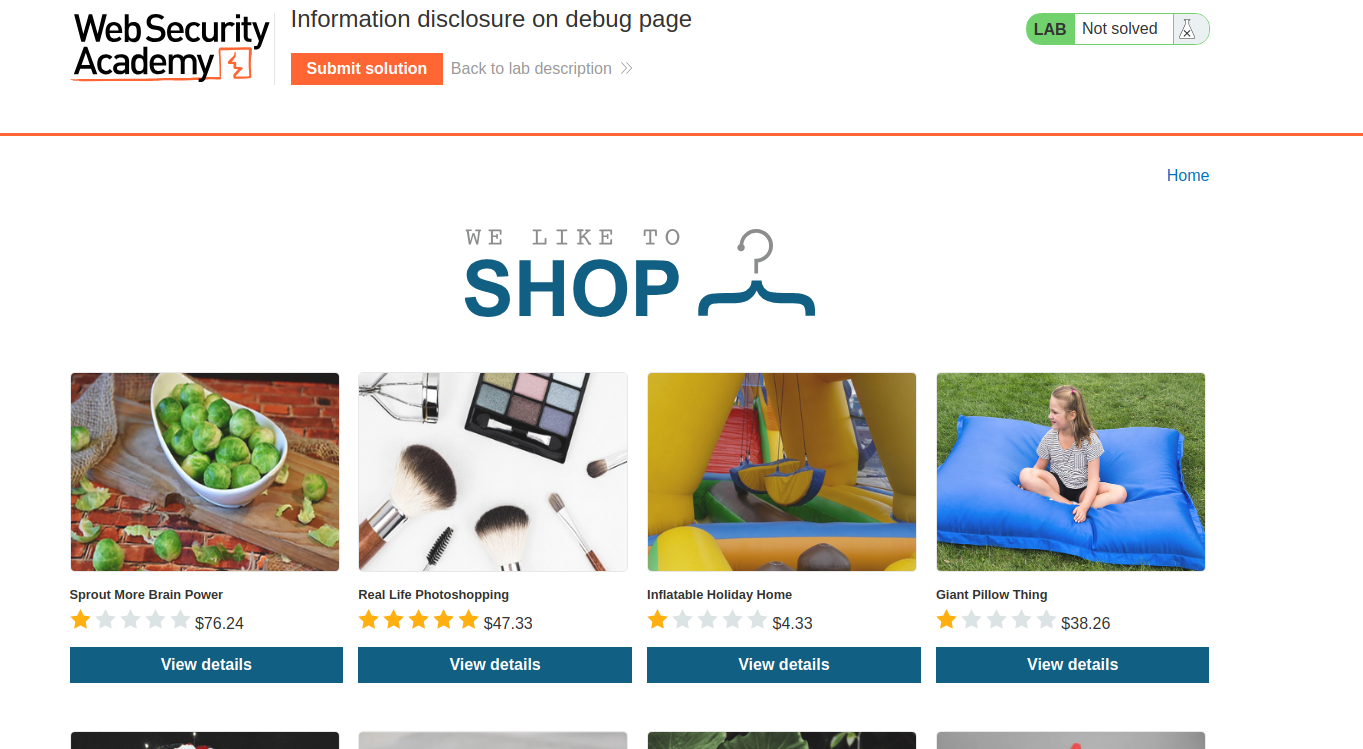 Web Security
Academy
Information disclosure on debug page
Submit solution
Back to lab description
LAB
Not solved
Home
WE LIKE TO
SHOP
Sprout More Brain Power
$76.24
View details
Real Life Photoshopping
$47.33
View details
Inflatable Holiday Home
$4.33
View details
Giant Pillow Thing
$38.26
View details